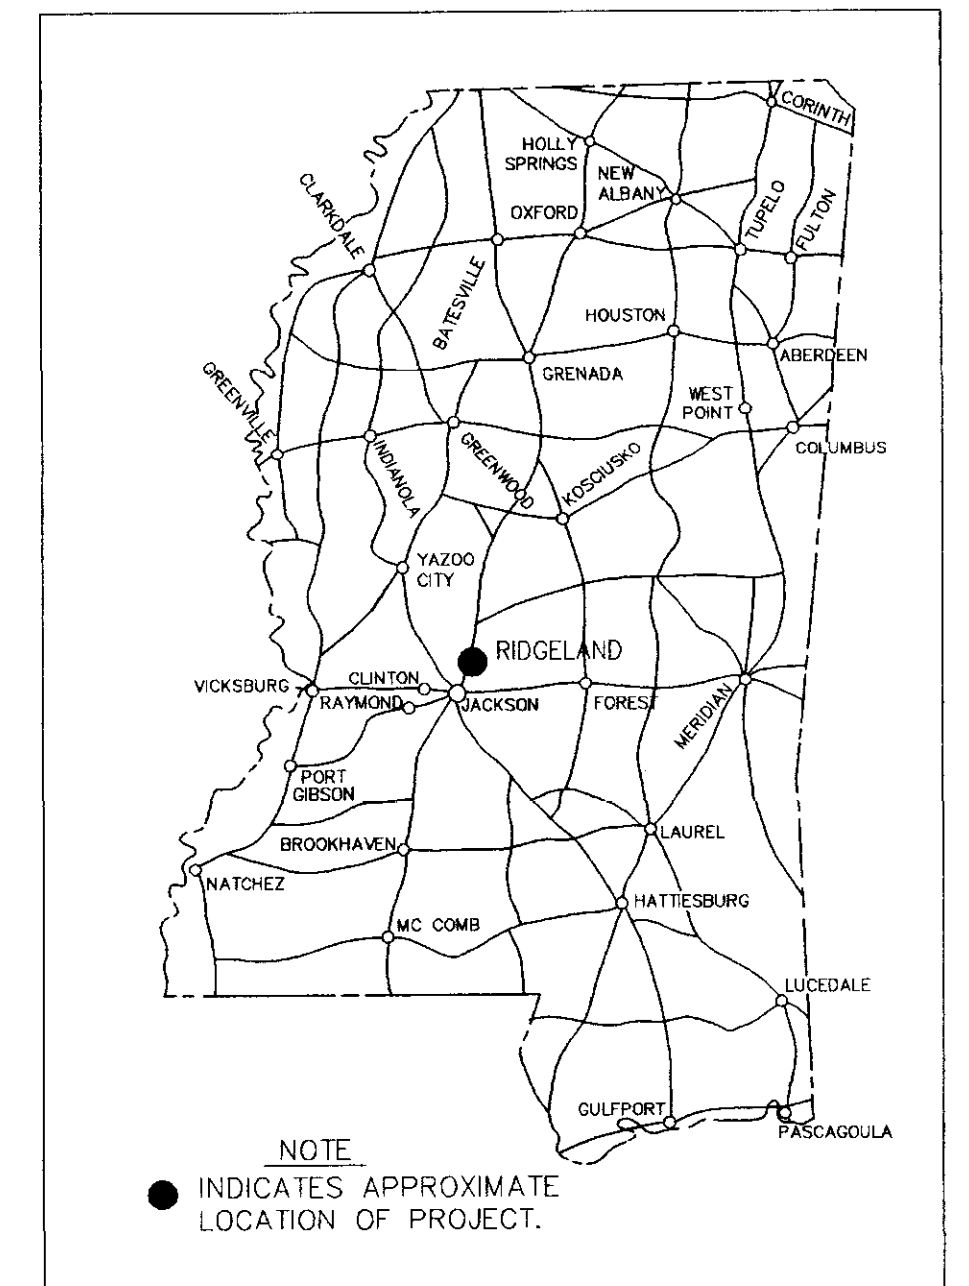 CORINTH
HOLLY
SPRINGS
NEW
ALBANY
CLARKDALE
OXFORD
TUPELO
FULTON
BATESVILLE
HOUSTON
ABERDEEN
GRENADA
GREENVILLE
WEST
POINT
COLUMBUS
INDIANOLA
GREENWOOD
KOSCIUSKO
YAZOO
CITY
RIDGELAND
VICKSBURG
CLINTON
RAYMOND
JACKSON
FOREST
MERIDIAN
PORT
GIBSON
BROOKHAVEN
LAUREL
NATCHEZ
HATTIESBURG
MC COMB
LUCEDALE
GULFPORT
PASCAGOULA
NOTE
INDICATES APPROXIMATE
LOCATION OF PROJECT.